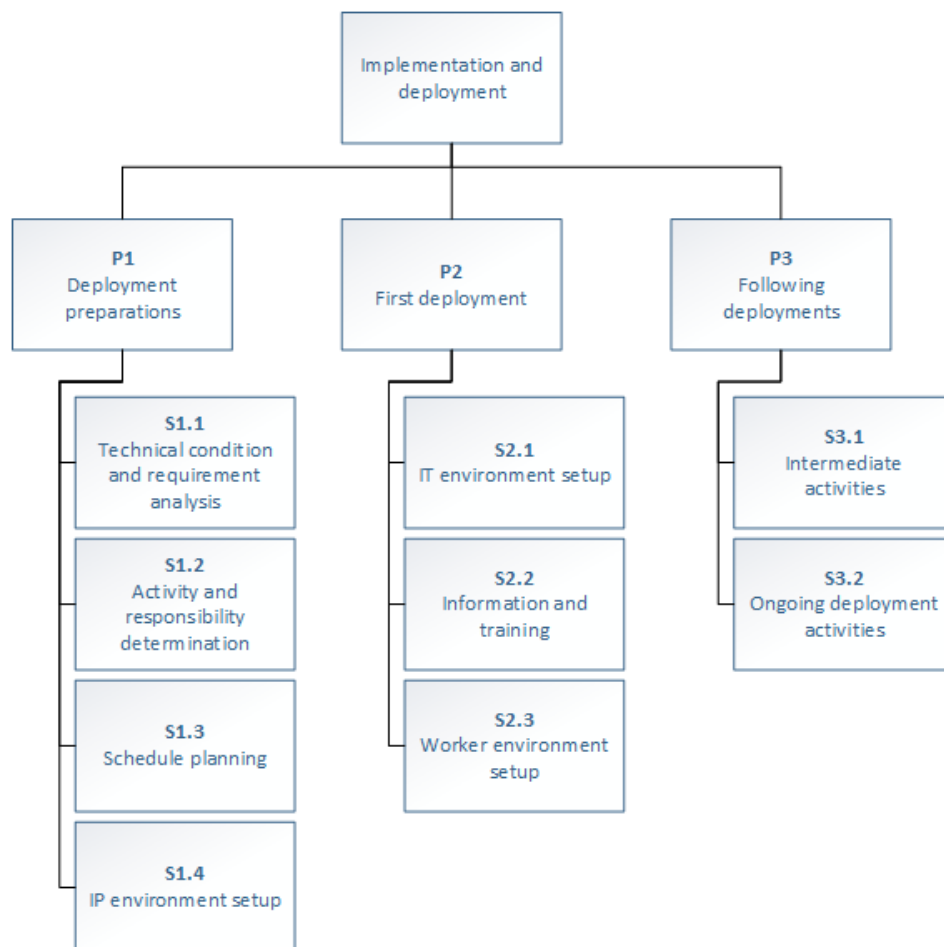 Implementation and
deployment
P1
Deployment
preparations
P2
First deployment
P3
Following
deployments
S1.1
Technical condition
and requirement
analysis
S1.2
Activity and
responsibility
determination
S1.3
Schedule planning
S1.4
IP environment setup
S2.1
IT environment setup
S2.2
Information and
training
S2.3
Worker environment
setup
S3.1
Intermediate
activities
S3.2
Ongoing deployment
activities